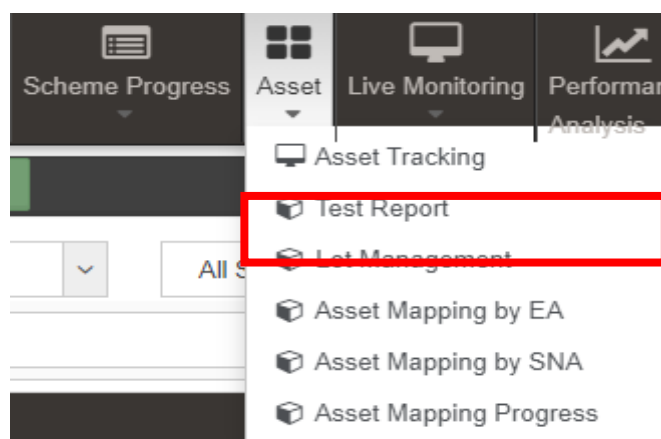 Scheme Progress
Asset
Live Monitoring
Performan
Analysis
Asset Tracking
Test Report
All S
Lot Management
Asset Mapping by EA
Asset Mapping by SNA
Asset Mapping Progress